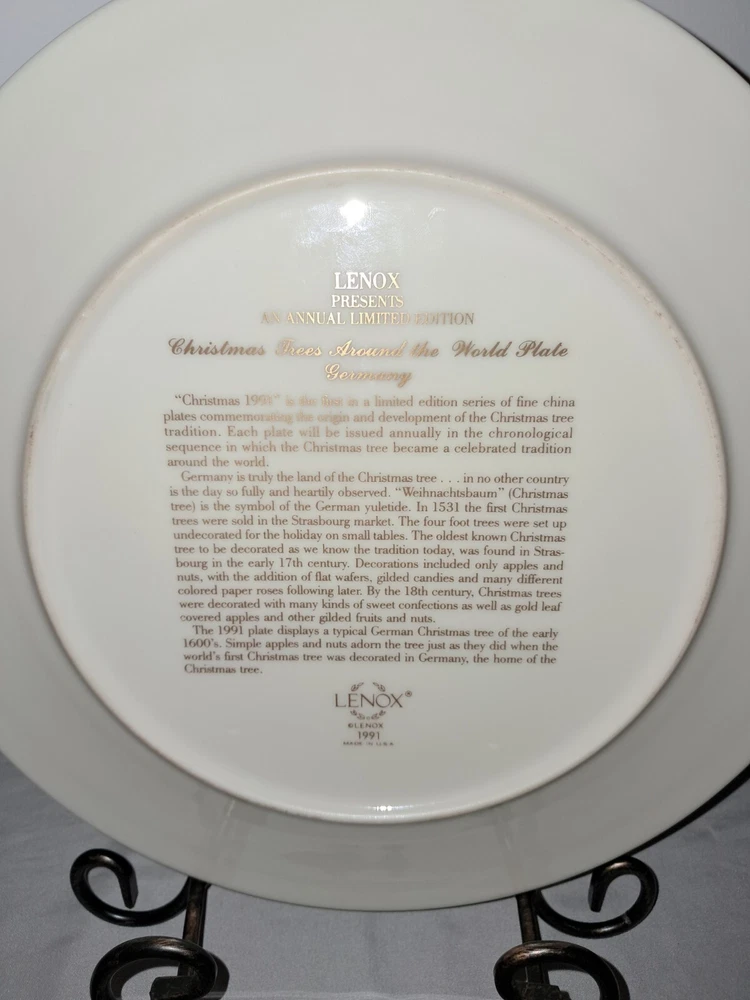 LENOX
PRESENTS
AN ANNUAL LIMITED EDITION
Christmas Trees Around the World Plate
Germany
"Christmas 1991" is the first in a limited edition series of fine china
plates commemorating the origin and development of the Christmas tree
tradition. Each plate will be issued annually in the chronological
sequence in which the Christmas tree became a celebrated tradition
around the world.
Germany is truly the land of the Christmas tree . . . in no other country
is the day so fully and heartily observed. "Weihnachtsbaum" (Christmas
tree) is the symbol of the German yuletide. In 1531 the first Christmas
trees were sold in the Strasbourg market. The four foot trees were set up
undecorated for the holiday on small tables. The oldest known Christmas
tree to be decorated as we know the tradition today, was found in Stras-
bourg in the early 17th century. Decorations included only apples and
nuts, with the addition of flat wafers, gilded candies and many different
colored paper roses following later. By the 18th century, Christmas trees
were decorated with many kinds of sweet confections as well as gold leaf
covered apples and other gilded fruits and nuts.
The 1991 plate displays a typical German Christmas tree of the early
1600's. Simple apples and nuts adorn the tree just as they did when the
world's first Christmas tree was decorated in Germany, the home of the
Christmas tree.
LENOX®
©LENOX
1991
MADE IN U.S.A.